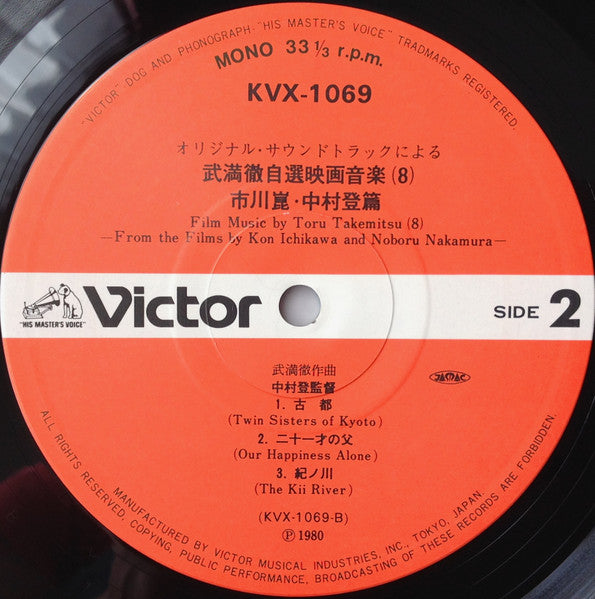 "VICTOR" DOG AND PHONOGRAPH-"HIS MASTER'S VOICE" TRADMARKS REGISTERED.
MONO 33 1/3 r.p.m.
KVX-1069
オリジナル・サウンドトラックによる
武満徹自選映画音楽(8)
市川崑・中村登篇
Film Music by Toru Takemitsu (8)
—From the Films by Kon Ichikawa and Noboru Nakamura—
"HIS MASTER'S VOICE"
Victor
SIDE 2
武満徹作曲
中村登監督
JASRAC
1. 古 都
(Twin Sisters of Kyoto)
2. 二十一才の父
(Our Happiness Alone)
3. 紀ノ川
(The Kii River)
(KVX-1069-B)
Ⓟ 1980
MANUFACTURED BY VICTOR MUSICAL INDUSTRIES, INC., TOKYO, JAPAN.
ALL RIGHTS RESERVED, COPYING, PUBLIC PERFORMANCE, BROADCASTING OF THESE RECORDS ARE FORBIDDEN.